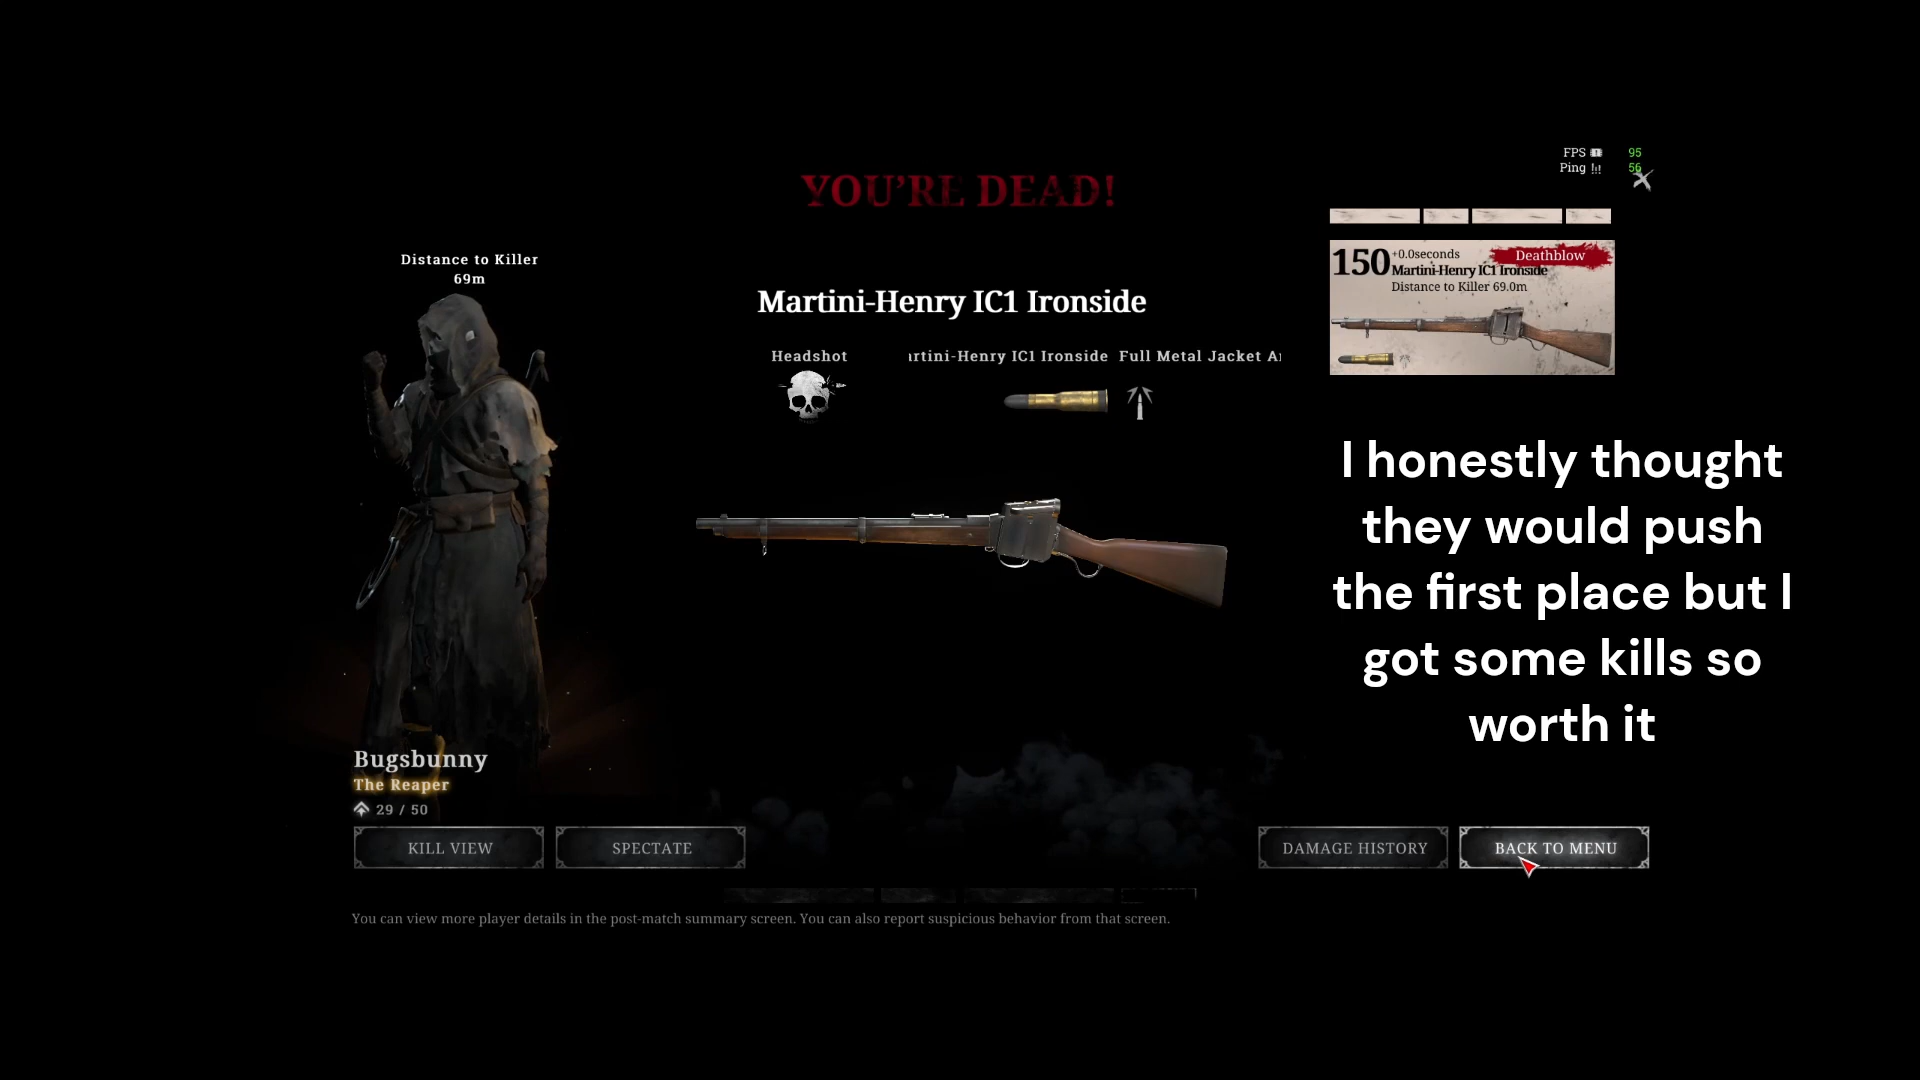 FPS 95
Ping 56
YOU'RE DEAD!
Distance to Killer
69m
Martini-Henry IC1 Ironside
Headshot
Martini-Henry IC1 Ironside
Full Metal Jacket
150
+0.0seconds
Deathblow
Martini-Henry IC1 Ironside
Distance to Killer 69.0m
I honestly thought
they would push
the first place but I
got some kills so
worth it
Bugsbunny
The Reaper
29 / 50
KILL VIEW
SPECTATE
DAMAGE HISTORY
BACK TO MENU
You can view more player details in the post-match summary screen. You can also report suspicious behavior from that screen.